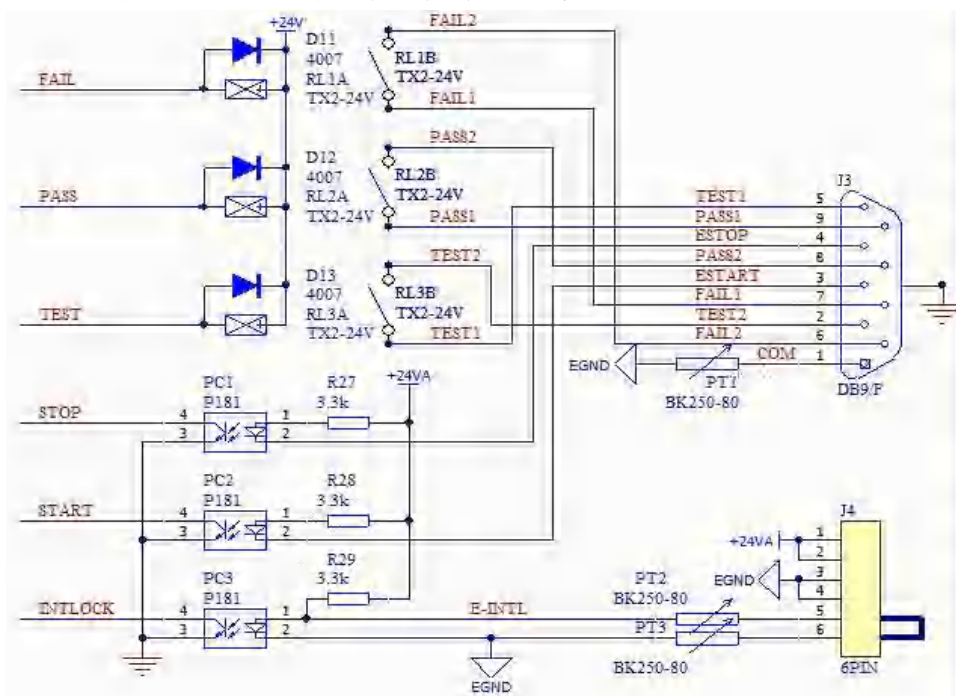 FAIL2
+24V
D11
4007
RL1A
TX2-24V
RL1B
TX2-24V
FAIL
FAIL1
PASS2
D12
4007
RL2A
TX2-24V
RL2B
TX2-24V
PASS
PASS1
TEST2
D13
4007
RL3A
TX2-24V
RL3B
TX2-24V
TEST
TEST1
J3
TEST1 5
PASS1 9
ESTOP 4
PASS2 8
ESTART 3
FAIL1 7
TEST2 2
FAIL2 6
COM 1
EGND
PT1
BK250-80
DB9/F
+24VA
PC1
P181
R27
3.3k
STOP
4 1
3 2
PC2
P181
R28
3.3k
START
4 1
3 2
PC3
P181
R29
3.3k
INTLOCK
4 1
3 2
E-INTL
EGND
J4
+24VA
1
2
EGND
3
4
5
6
PT2
BK250-80
PT3
BK250-80
6PIN